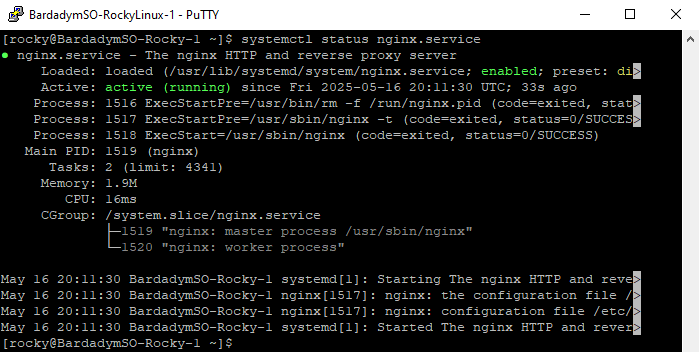 BardadymSO-RockyLinux-1 - PuTTY
[rocky@BardadymSO-Rocky-1 ~]$ systemctl status nginx.service
● nginx.service - The nginx HTTP and reverse proxy server
     Loaded: loaded (/usr/lib/systemd/system/nginx.service; enabled; preset: di>
     Active: active (running) since Fri 2025-05-16 20:11:30 UTC; 33s ago
    Process: 1516 ExecStartPre=/usr/bin/rm -f /run/nginx.pid (code=exited, stat>
    Process: 1517 ExecStartPre=/usr/sbin/nginx -t (code=exited, status=0/SUCCES>
    Process: 1518 ExecStart=/usr/sbin/nginx (code=exited, status=0/SUCCESS)
   Main PID: 1519 (nginx)
      Tasks: 2 (limit: 4341)
     Memory: 1.9M
        CPU: 16ms
     CGroup: /system.slice/nginx.service
             ├─1519 "nginx: master process /usr/sbin/nginx"
             └─1520 "nginx: worker process"
May 16 20:11:30 BardadymSO-Rocky-1 systemd[1]: Starting The nginx HTTP and reve>
May 16 20:11:30 BardadymSO-Rocky-1 nginx[1517]: nginx: the configuration file />
May 16 20:11:30 BardadymSO-Rocky-1 nginx[1517]: nginx: configuration file /etc/>
May 16 20:11:30 BardadymSO-Rocky-1 systemd[1]: Started The nginx HTTP and rever>
[rocky@BardadymSO-Rocky-1 ~]$